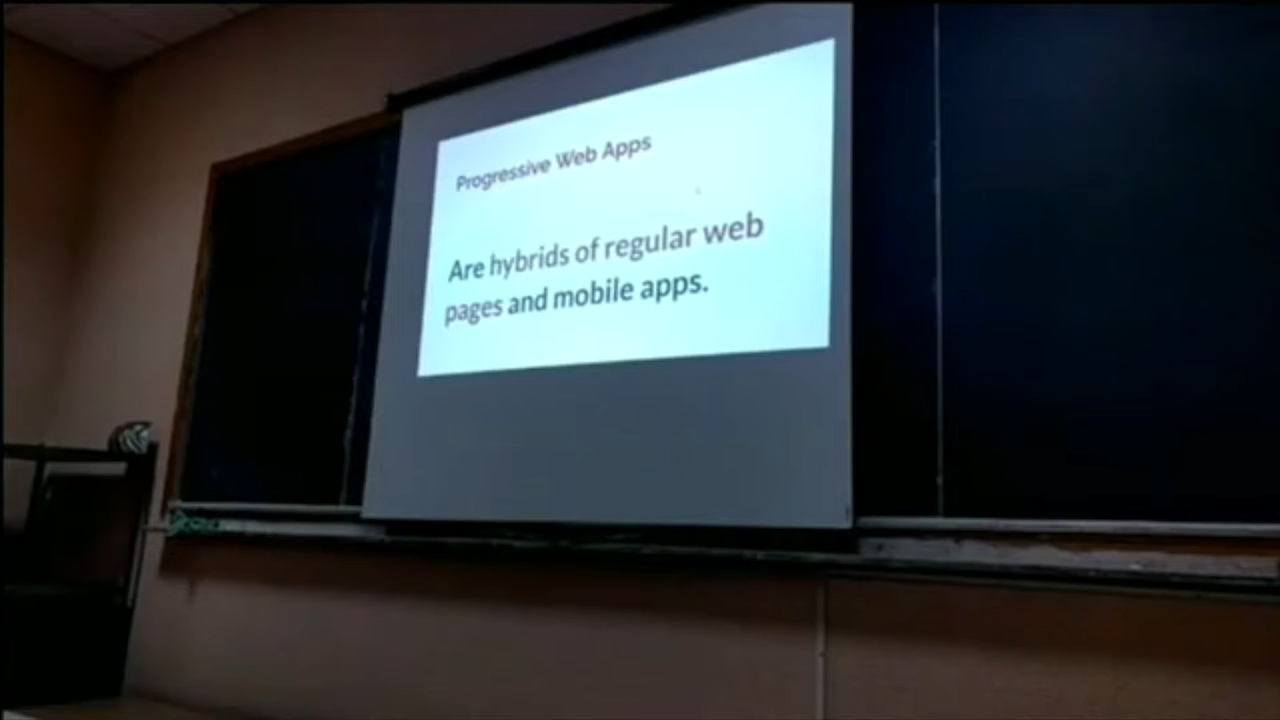 Progressive Web Apps
Are hybrids of regular web
pages and mobile apps.